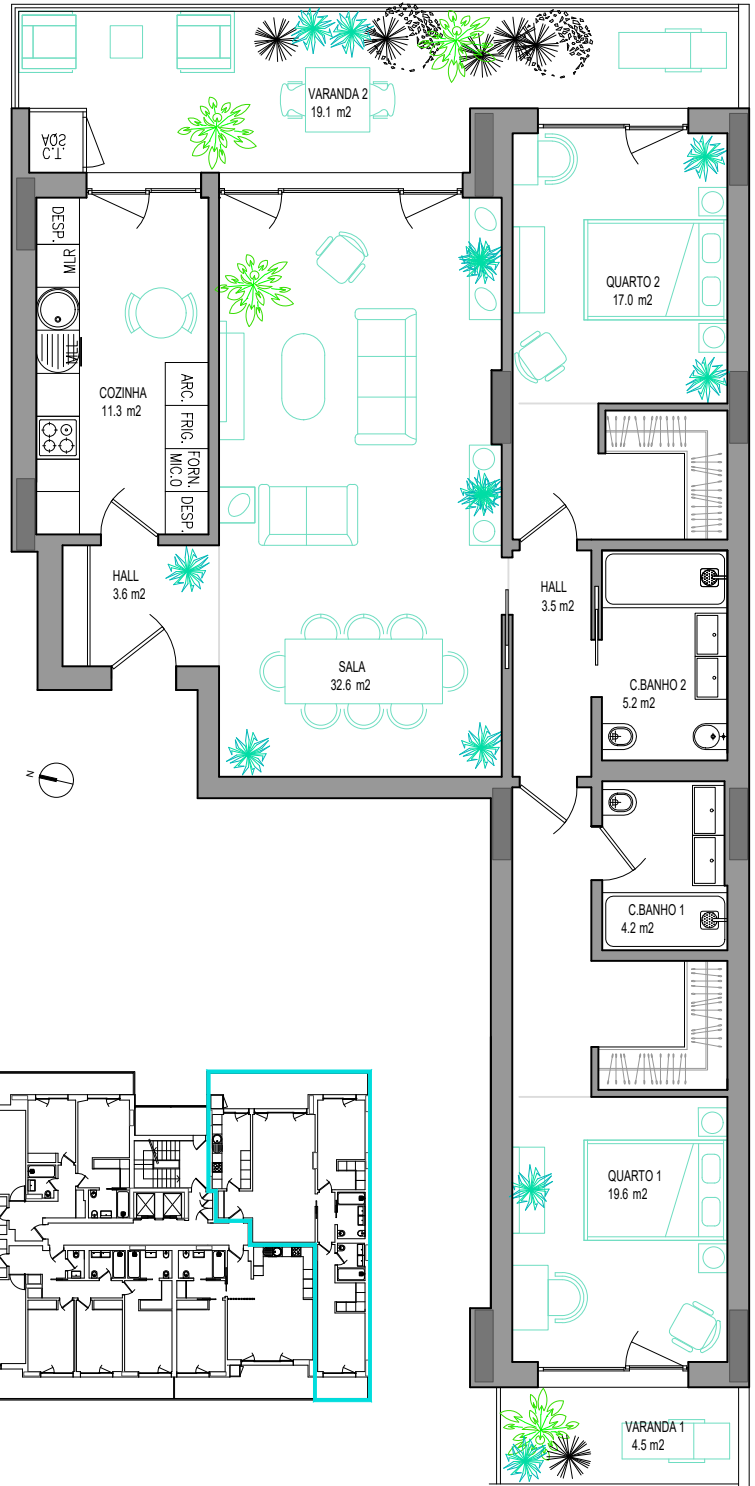 VARANDA 2
19.1 m2
C.T.
AQS
DESP.
MLR
MLL
QUARTO 2
17.0 m2
COZINHA
11.3 m2
ARC.
FRIG.
FORN.
MIC.O
DESP.
HALL
3.6 m2
HALL
3.5 m2
SALA
32.6 m2
C.BANHO 2
5.2 m2
N
C.BANHO 1
4.2 m2
QUARTO 1
19.6 m2
VARANDA 1
4.5 m2